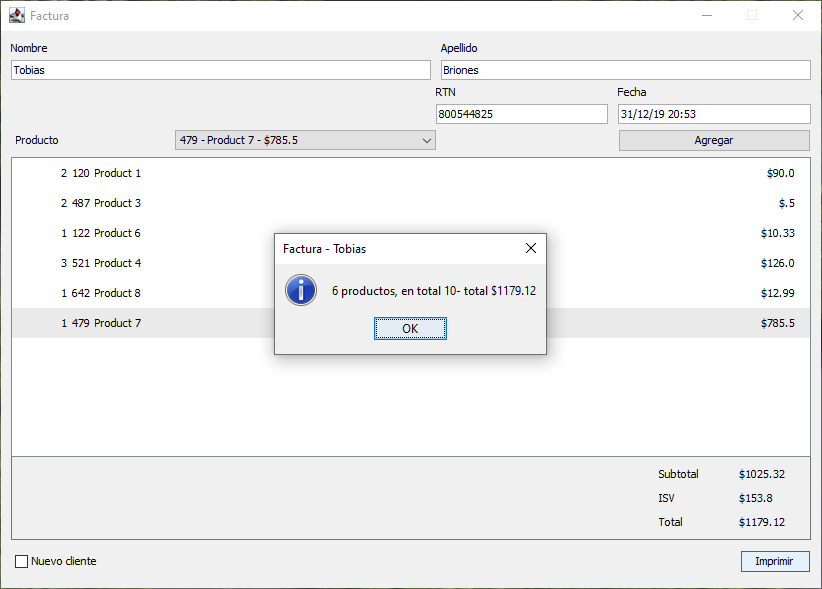 Factura
Nombre
Apellido
Tobias
Briones
RTN
Fecha
800544825
31/12/19 20:53
Producto
479 - Product 7 - $785.5
Agregar
2 120 Product 1 $90.0
2 487 Product 3 $.5
1 122 Product 6 $10.33
3 521 Product 4 $126.0
1 642 Product 8 $12.99
1 479 Product 7 $785.5
Factura - Tobias
6 productos, en total 10- total $1179.12
OK
Subtotal $1025.32
ISV $153.8
Total $1179.12
Nuevo cliente
Imprimir